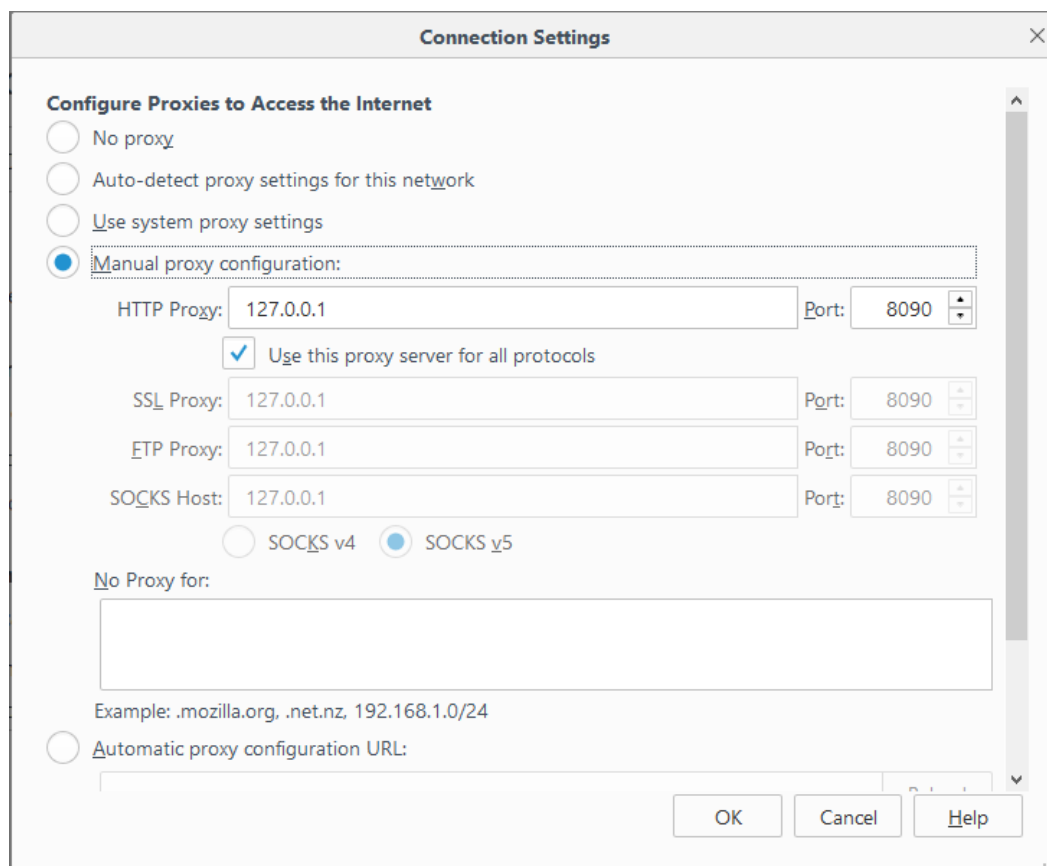 Connection Settings
Configure Proxies to Access the Internet
No proxy
Auto-detect proxy settings for this network
Use system proxy settings
Manual proxy configuration:
HTTP Proxy: 127.0.0.1 Port: 8090
Use this proxy server for all protocols
SSL Proxy: 127.0.0.1 Port: 8090
FTP Proxy: 127.0.0.1 Port: 8090
SOCKS Host: 127.0.0.1 Port: 8090
SOCKS v4 SOCKS v5
No Proxy for:
Example: .mozilla.org, .net.nz, 192.168.1.0/24
Automatic proxy configuration URL:
OK Cancel Help